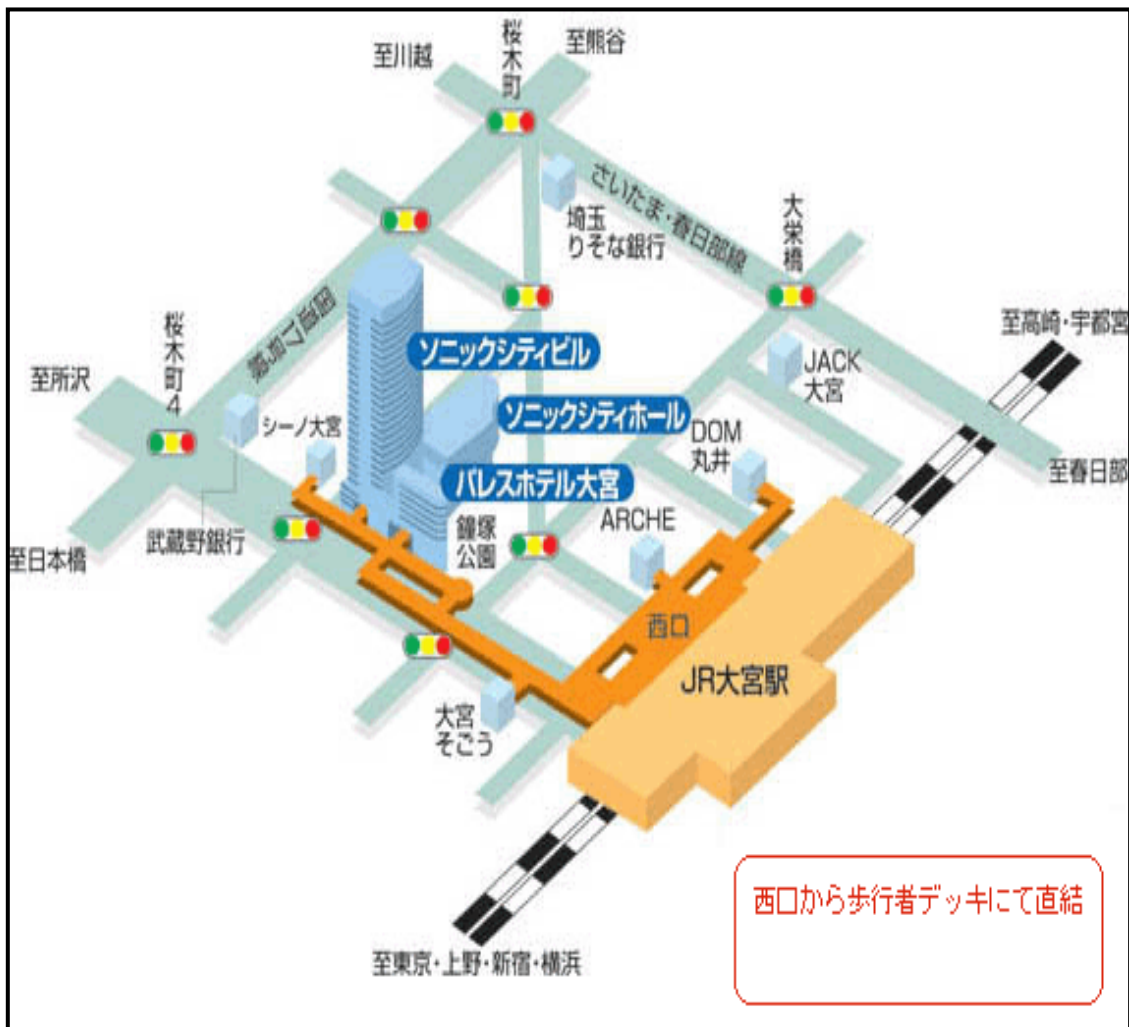 至川越
桜木町
至熊谷
さいたま・春日部線
大栄橋
埼玉
りそな銀行
国道17号線
桜木町4
至所沢
ソニックシティビル
至高崎・宇都宮
JACK
大宮
シーノ大宮
ソニックシティホール
DOM
丸井
至春日部
パレスホテル大宮
ARCHE
武蔵野銀行
鐘塚
公園
至日本橋
西口
JR大宮駅
大宮
そごう
西口から歩行者デッキにて直結
至東京・上野・新宿・横浜